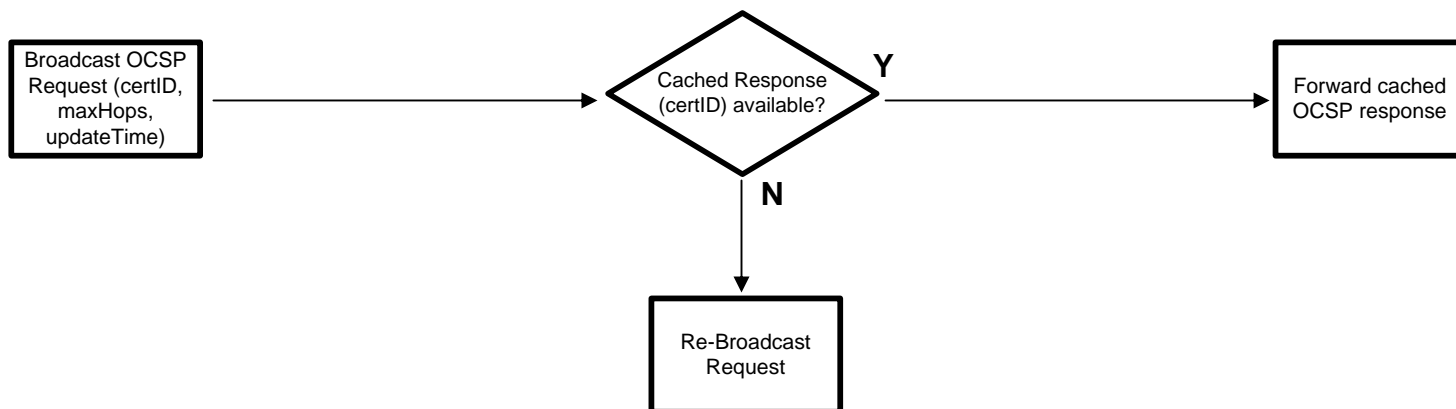 Broadcast OCSP
Request (certID,
maxHops,
updateTime)
Cached Response
(certID) available?
Y
Forward cached
OCSP response
N
Re-Broadcast
Request